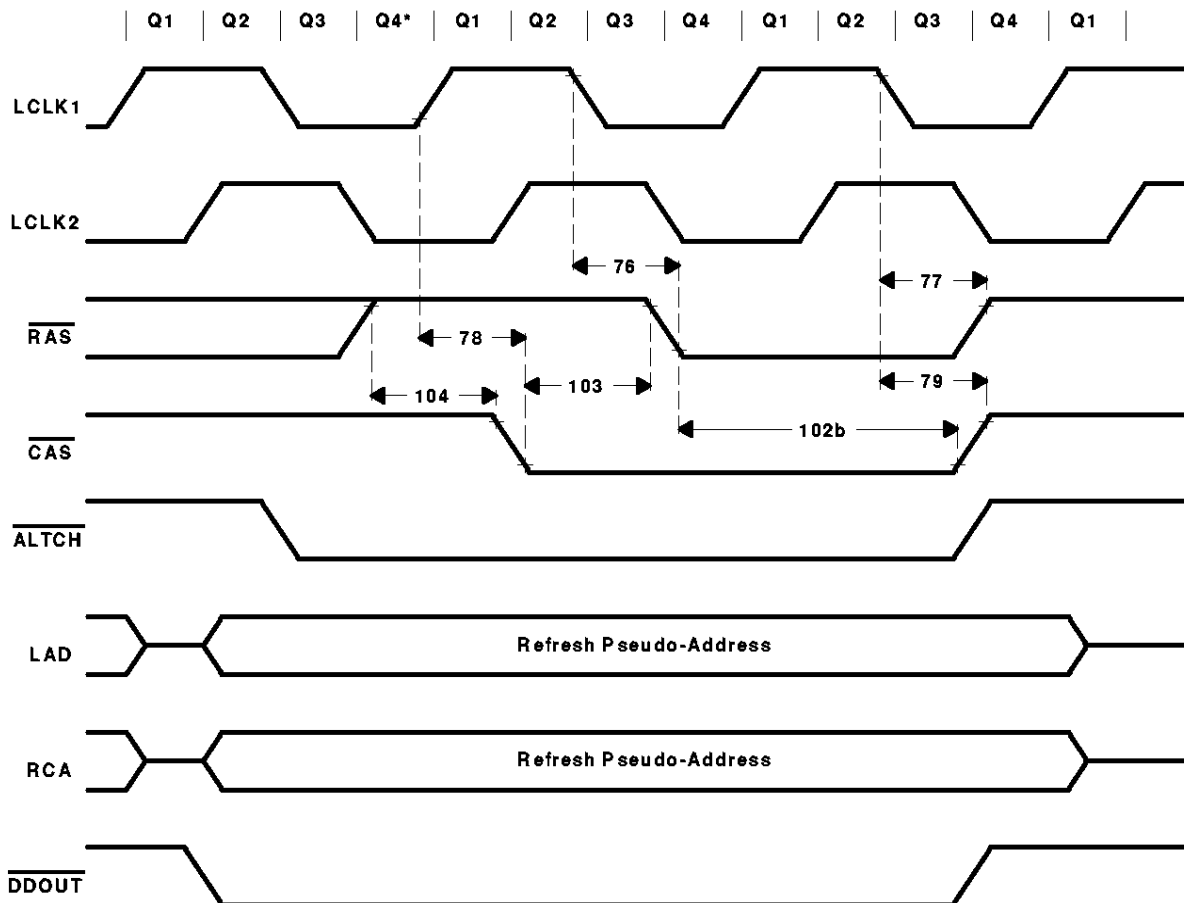 Q1 Q2 Q3 Q4* Q1 Q2 Q3 Q4 Q1 Q2 Q3 Q4 Q1
LCLK1
LCLK2
76
77
RAS
78
79
104
103
102b
CAS
ALTCH
LAD
Refresh Pseudo-Address
RCA
Refresh Pseudo-Address
DDOUT